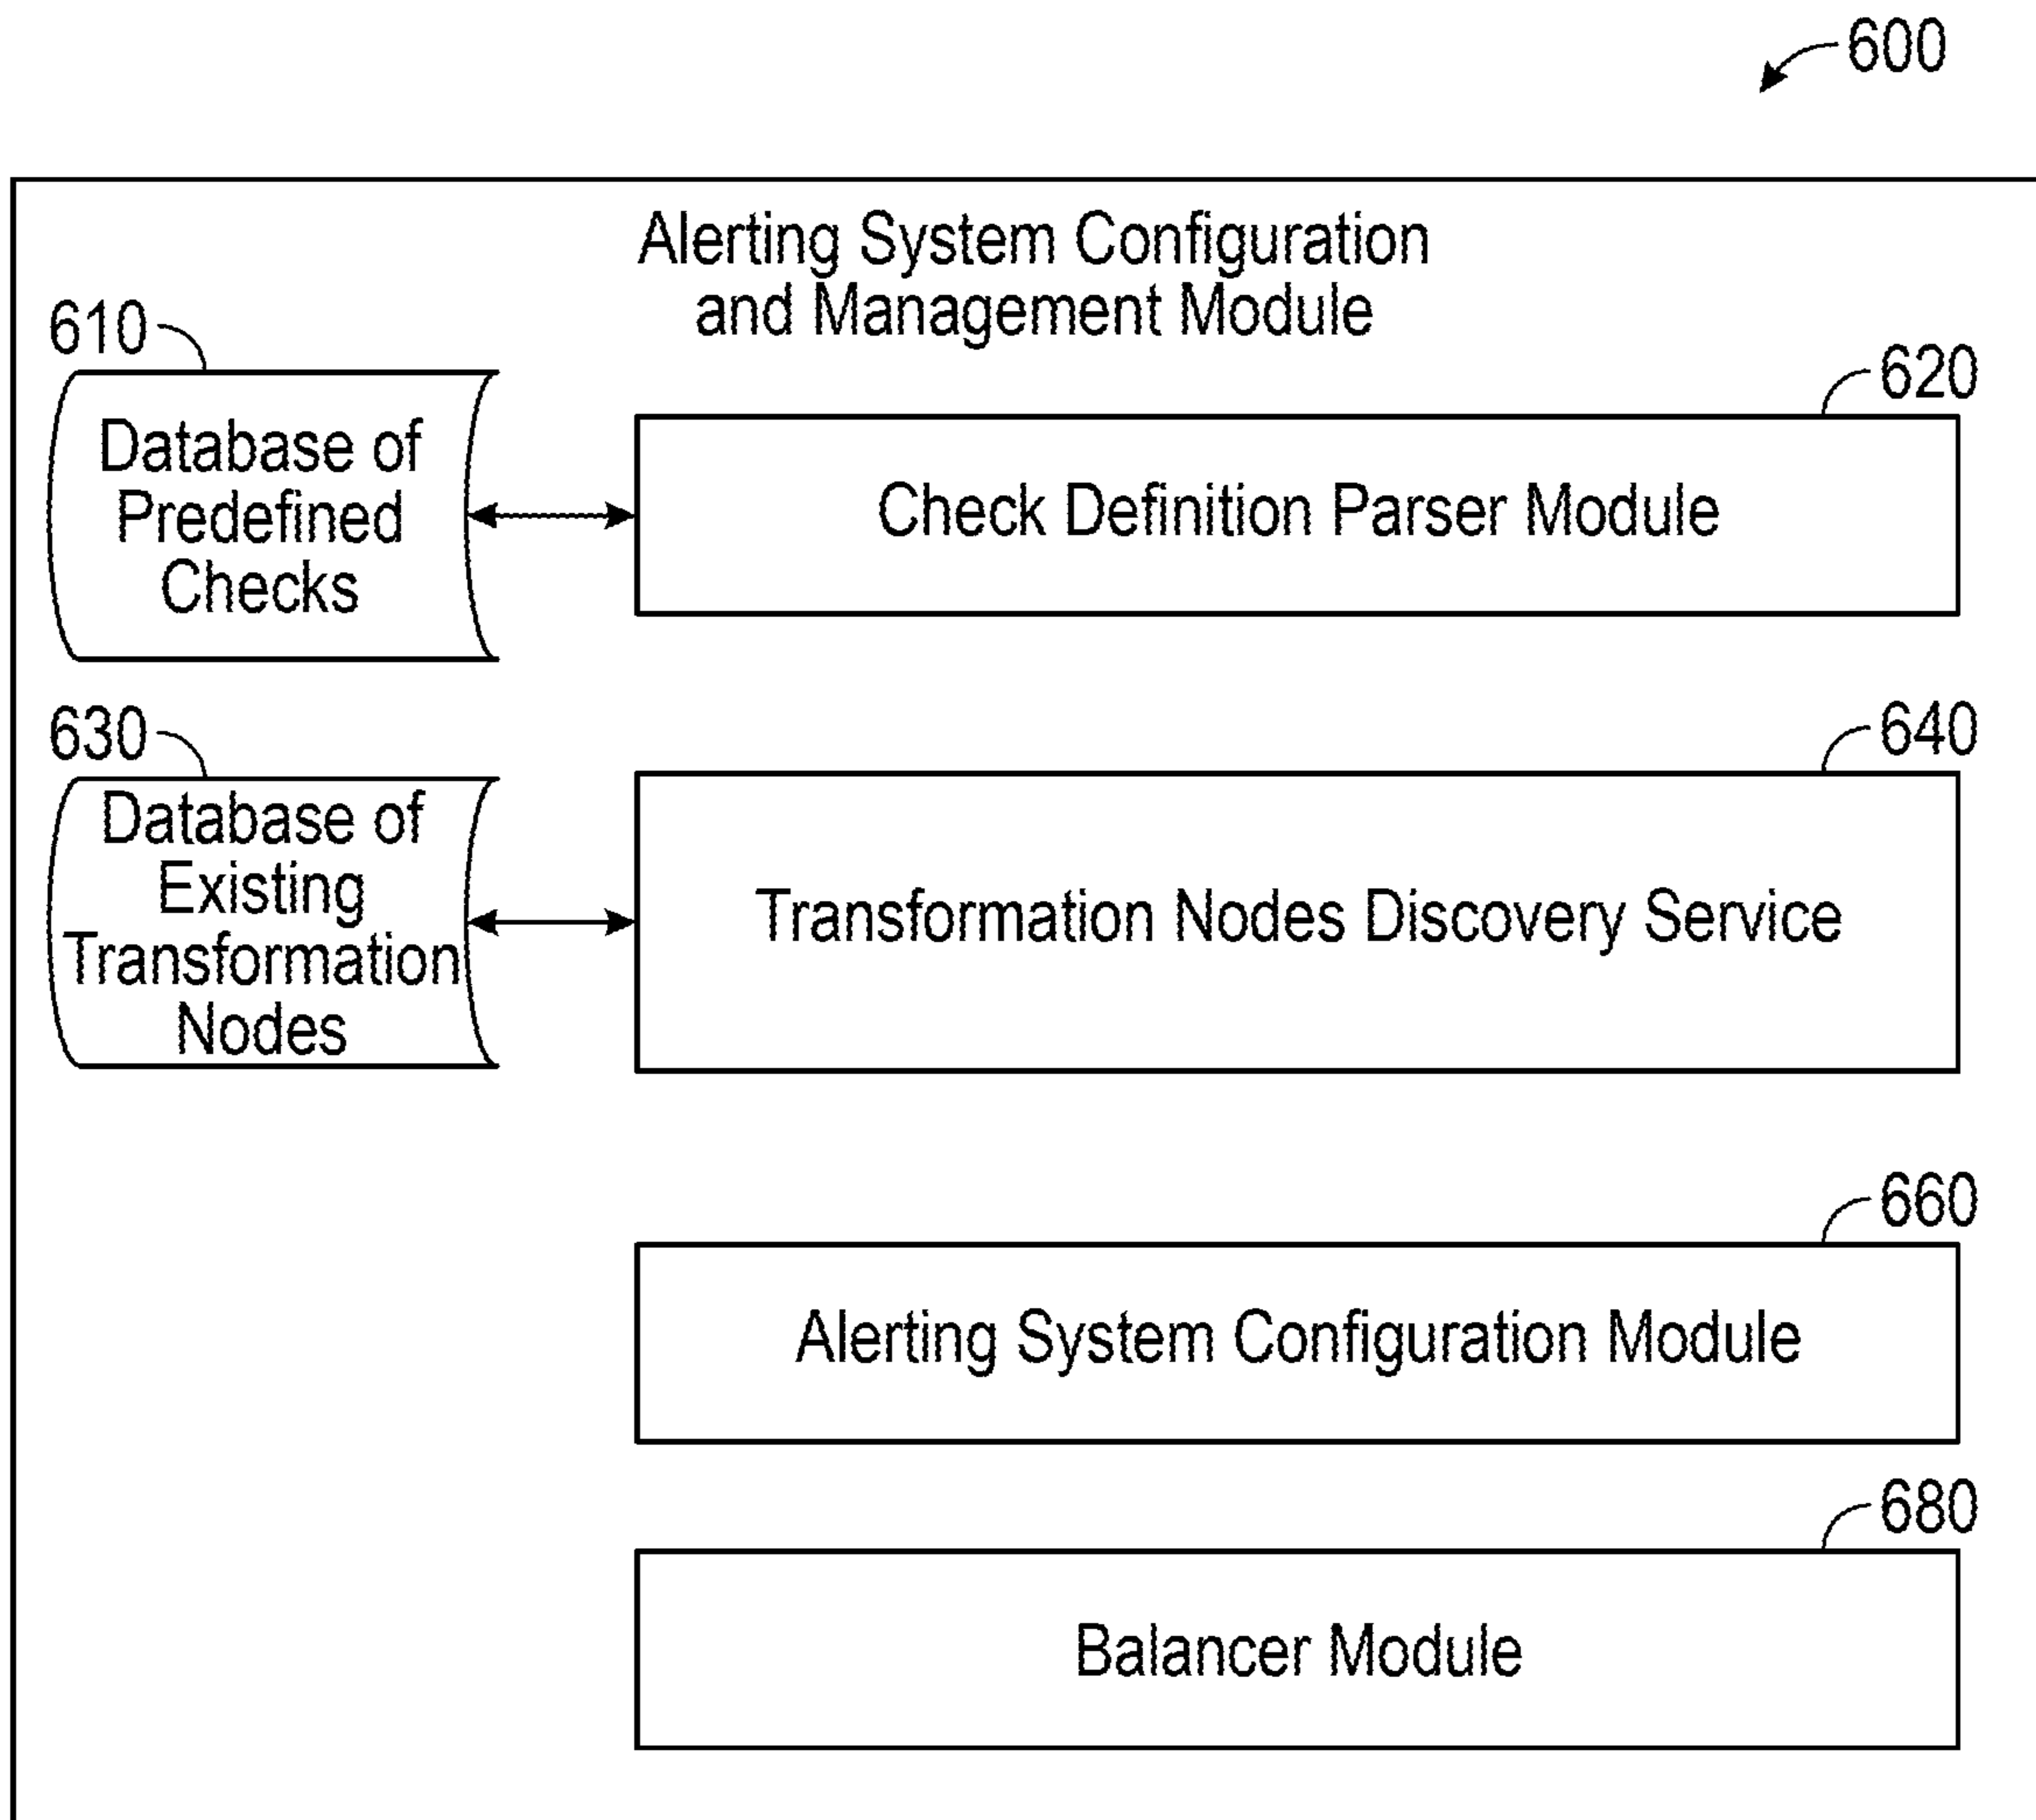 600
Alerting System Configuration
and Management Module
610
620
Database of
Predefined
Checks
Check Definition Parser Module
630
640
Database of
Existing
Transformation
Nodes
Transformation Nodes Discovery Service
660
Alerting System Configuration Module
680
Balancer Module